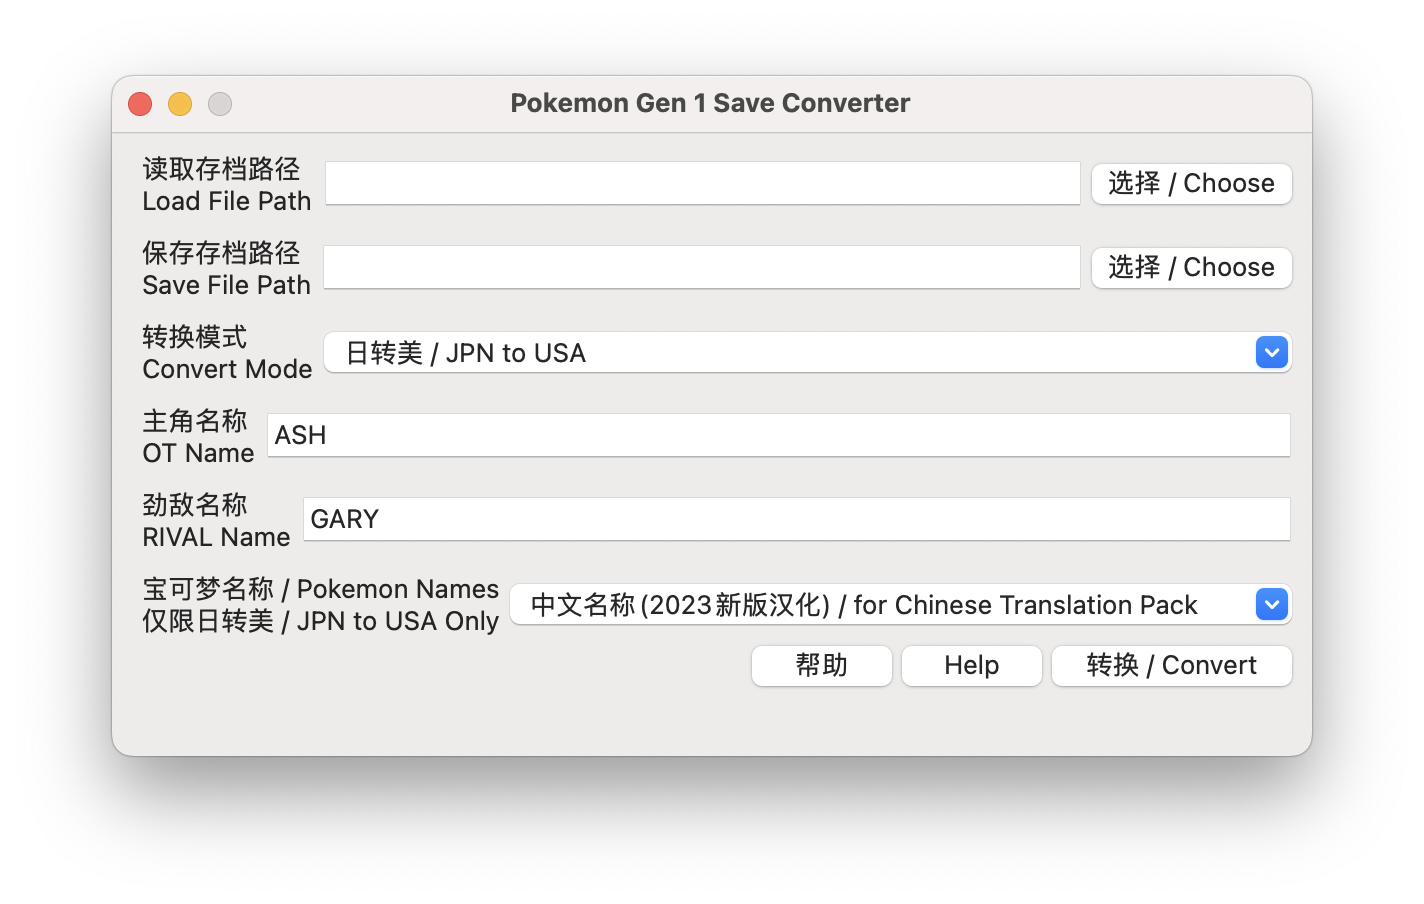 Pokemon Gen 1 Save Converter
读取存档路径
Load File Path
选择 / Choose
保存存档路径
Save File Path
选择 / Choose
转换模式
Convert Mode
日转美 / JPN to USA
主角名称
OT Name
ASH
劲敌名称
RIVAL Name
GARY
宝可梦名称 / Pokemon Names
仅限日转美 / JPN to USA Only
中文名称(2023新版汉化) / for Chinese Translation Pack
帮助
Help
转换 / Convert